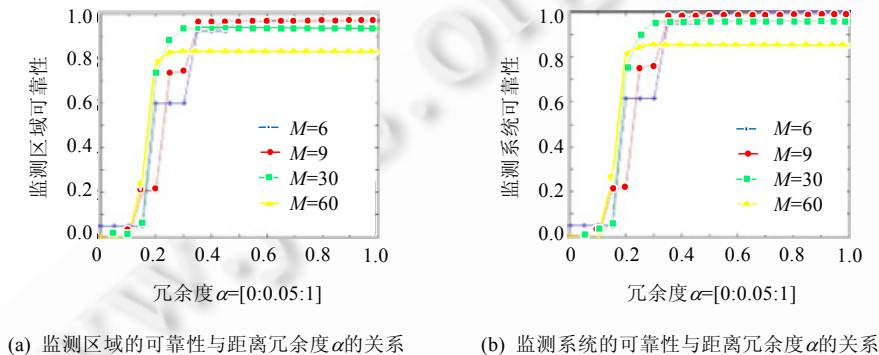 监测区域可靠性
1.0
0.8
0.6
0.4
0.2
0.0
M=6
M=9
M=30
M=60
0 0.2 0.4 0.6 0.8 1.0
冗余度α=[0:0.05:1]
(a) 监测区域的可靠性与距离冗余度α的关系
监测系统可靠性
1.0
0.8
0.6
0.4
0.2
0.0
M=6
M=9
M=30
M=60
0 0.2 0.4 0.6 0.8 1.0
冗余度α=[0:0.05:1]
(b) 监测系统的可靠性与距离冗余度α的关系